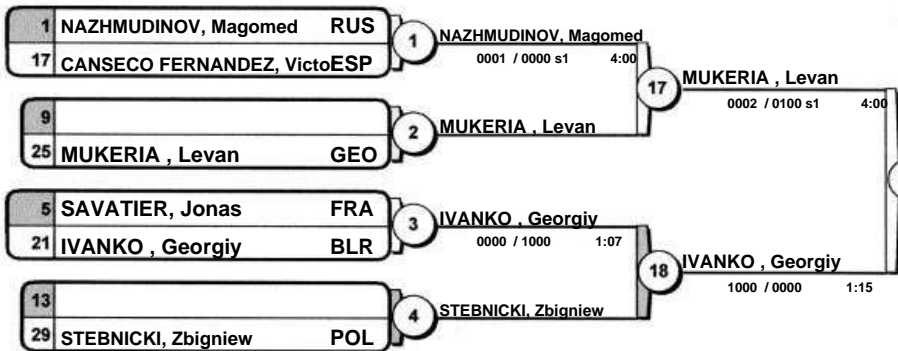 1 NAZHMUDINOV, Magomed RUS
17 CANSECO FERNANDEZ, Victo ESP
1
NAZHMUDINOV, Magomed
0001 / 0000 s1 4:00
9
25 MUKERIA , Levan GEO
2
MUKERIA , Levan
17
MUKERIA , Levan
0002 / 0100 s1 4:00
5 SAVATIER, Jonas FRA
21 IVANKO , Georgiy BLR
3
IVANKO , Georgiy
0000 / 1000 1:07
13
29 STEBNICKI, Zbigniew POL
4
STEBNICKI, Zbigniew
18
IVANKO , Georgiy
1000 / 0000 1:15